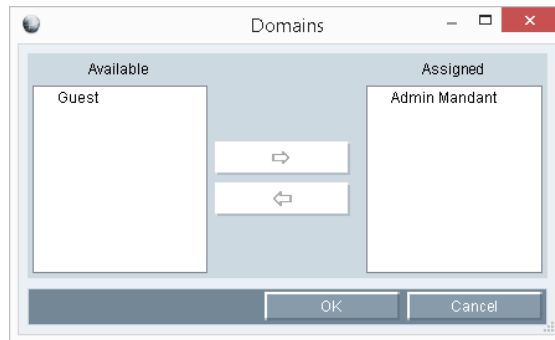 Domains
Available
Assigned
Guest
Admin Mandant
OK
Cancel